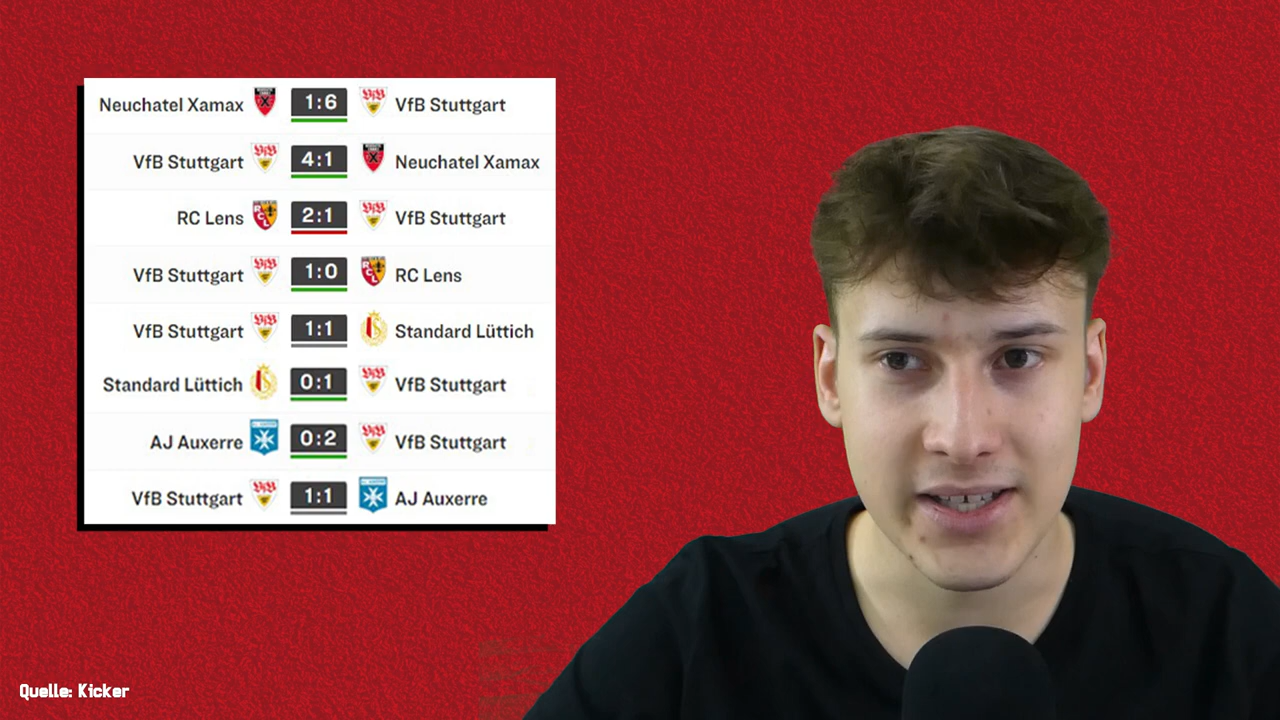 Neuchatel Xamax 1:6 VfB Stuttgart
VfB Stuttgart 4:1 Neuchatel Xamax
RC Lens 2:1 VfB Stuttgart
VfB Stuttgart 1:0 RC Lens
VfB Stuttgart 1:1 Standard Lüttich
Standard Lüttich 0:1 VfB Stuttgart
AJ Auxerre 0:2 VfB Stuttgart
VfB Stuttgart 1:1 AJ Auxerre
Quelle: Kicker